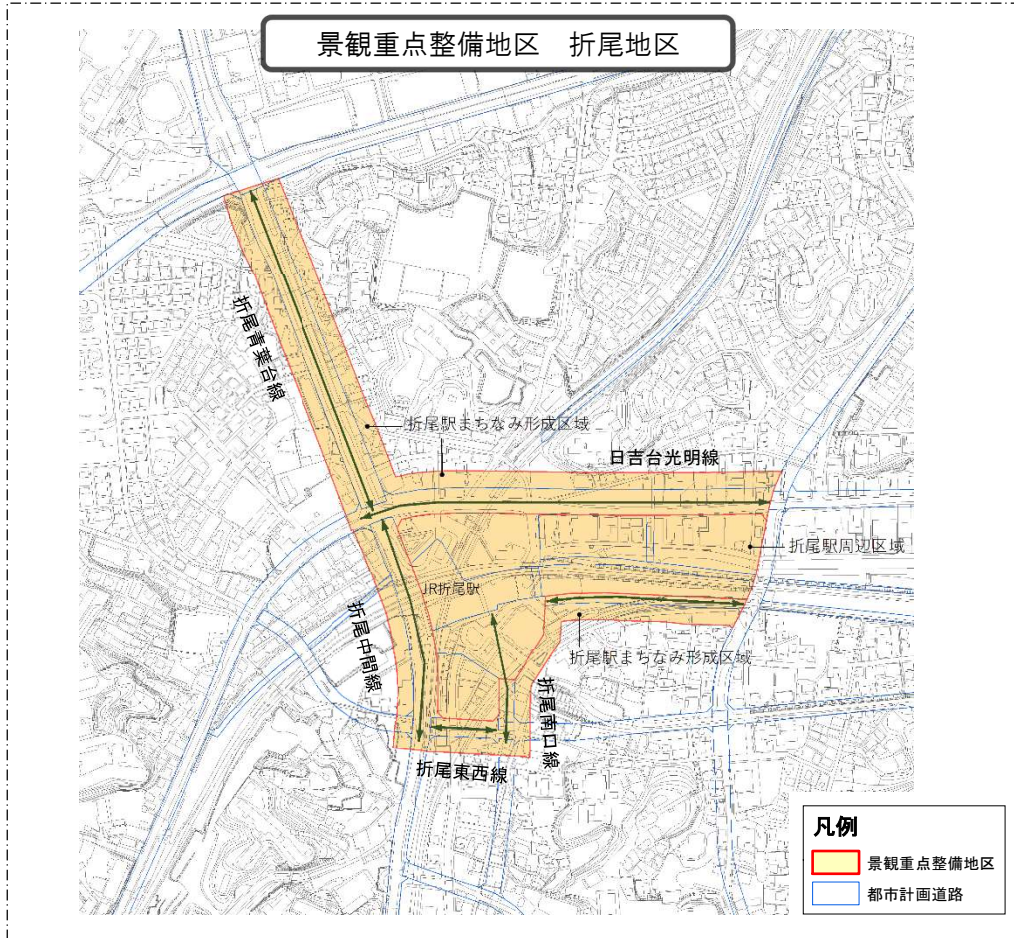 景観重点整備地区　折尾地区
折尾青葉台線
折尾駅まちなみ形成区域
日吉台光明線
折尾駅周辺区域
JR折尾駅
折尾中間線
折尾駅まちなみ形成区域
折尾南口線
折尾東西線
凡例
景観重点整備地区
都市計画道路